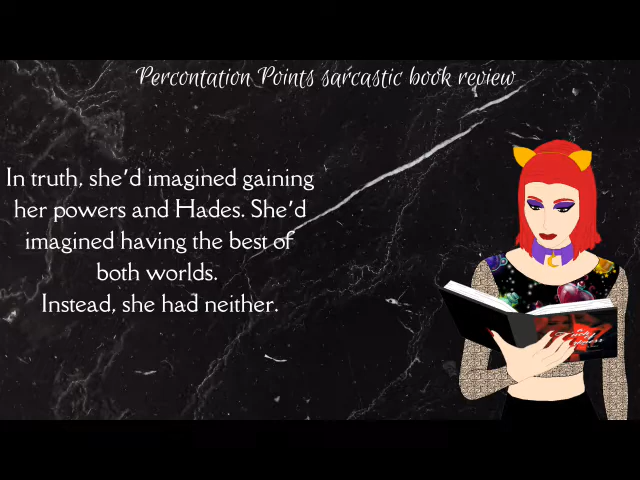 Percontation Points sarcastic book review
In truth, she'd imagined gaining
her powers and Hades. She'd
imagined having the best of
both worlds.
Instead, she had neither.